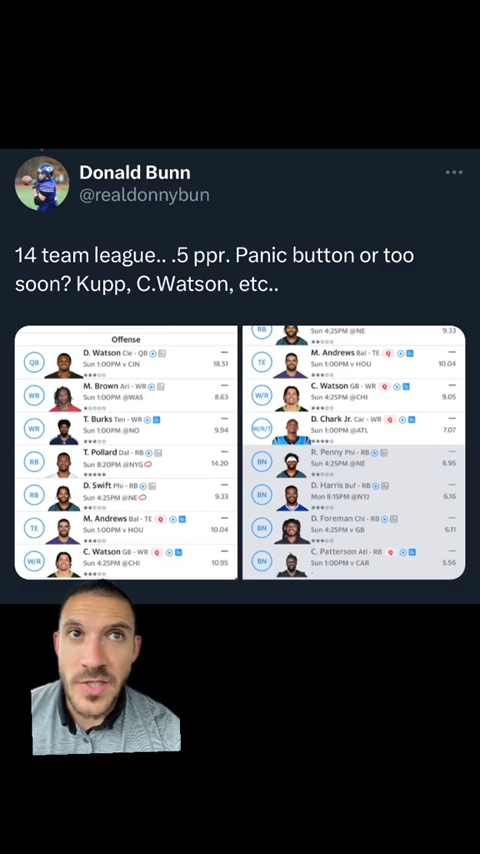 Donald Bunn
@realdonnybun
14 team league.. .5 ppr. Panic button or too
soon? Kupp, C.Watson, etc..
Offense
QB D. Watson Cle - QB
Sun 1:00PM v CIN 18.51
WR M. Brown Ari - WR
Sun 1:00PM @WAS 8.63
WR T. Burks Ten - WR
Sun 1:00PM @NO 9.94
RB T. Pollard Dal - RB
Sun 8:20PM @NYG 14.20
RB D. Swift Phi - RB
Sun 4:25PM @NE 9.33
TE M. Andrews Bal - TE Q
Sun 1:00PM v HOU 10.04
W/R C. Watson GB - WR Q
Sun 4:25PM @CHI 10.95
RB Sun 4:25PM @NE 9.33
TE M. Andrews Bal - TE Q
Sun 1:00PM v HOU 10.04
W/R C. Watson GB - WR Q
Sun 4:25PM @CHI 9.05
W/R/T D. Chark Jr. Car - WR Q
Sun 1:00PM @ATL 7.07
BN R. Penny Phi - RB
Sun 4:25PM @NE 6.95
BN D. Harris Buf - RB
Mon 8:15PM @NYJ 6.16
BN D. Foreman Chi - RB
Sun 4:25PM v GB 6.11
BN C. Patterson Atl - RB Q
Sun 1:00PM v CAR 5.56